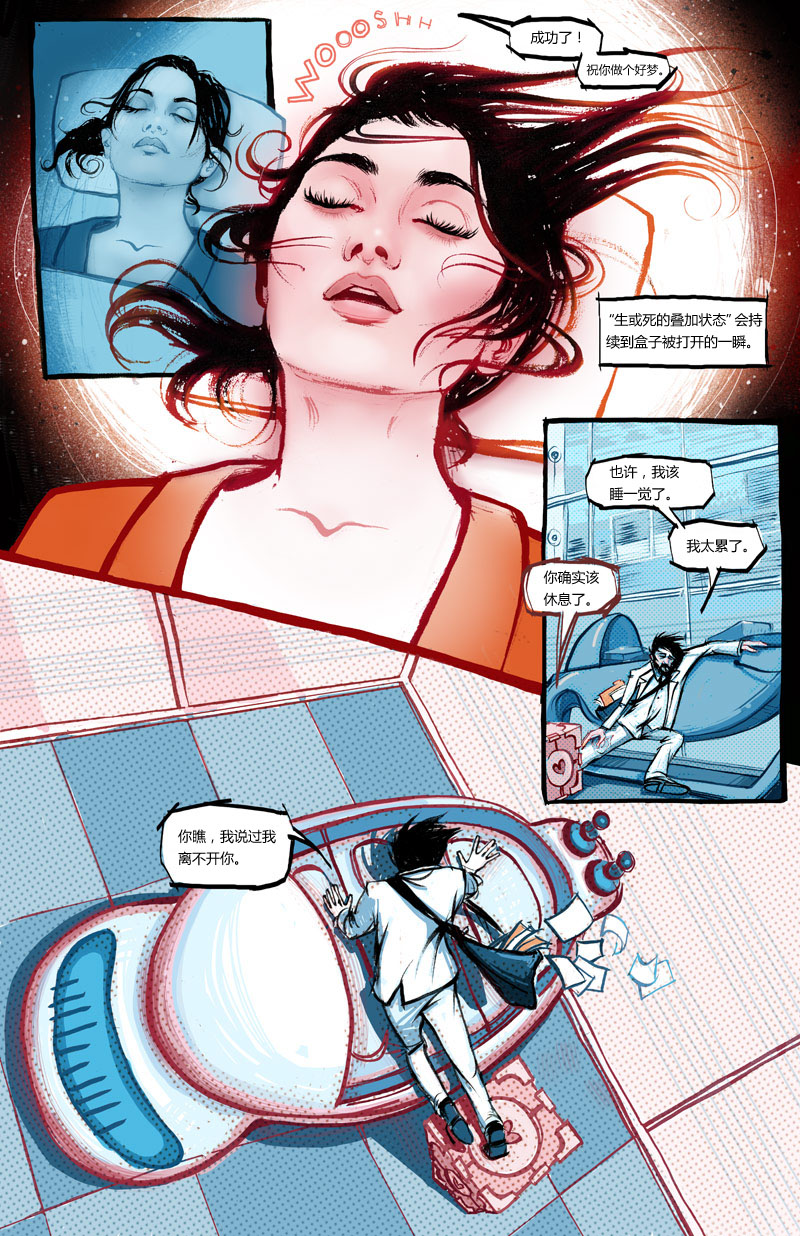 WOOOSHH
成功了！
祝你做个好梦。
“生或死的叠加状态”会持
续到盒子被打开的一瞬。
也许，我该
睡一觉了。
我太累了。
你确实该
休息了。
你瞧，我说过我
离不开你。